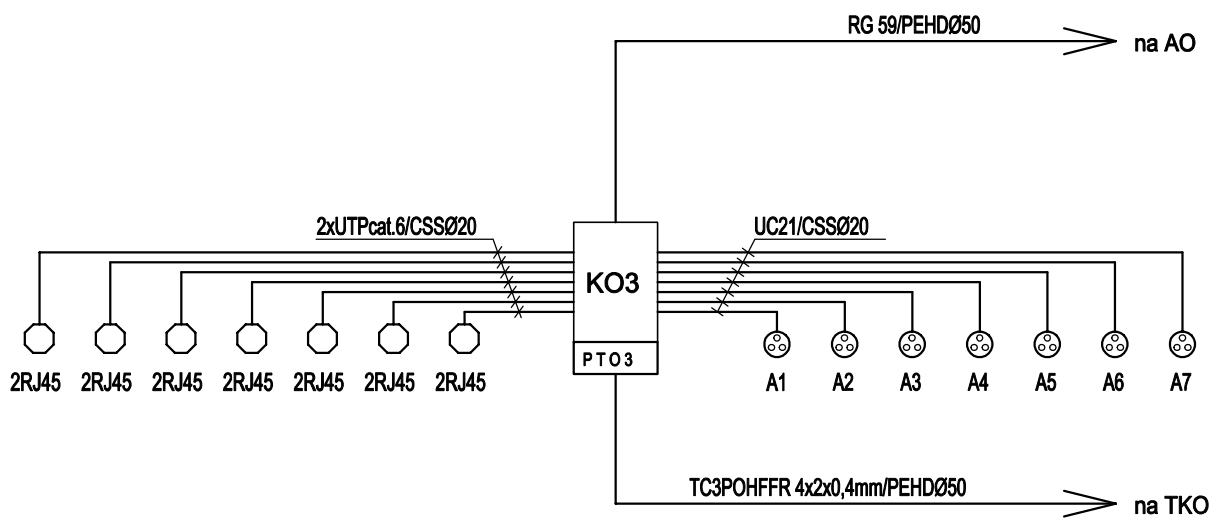 RG 59/PEHDØ50
na AO
2xUTPcat.6/CSSØ20
UC21/CSSØ20
KO3
PTO3
2RJ45 2RJ45 2RJ45 2RJ45 2RJ45 2RJ45 2RJ45
A1 A2 A3 A4 A5 A6 A7
TC3POHFFR 4x2x0,4mm/PEHDØ50
na TKO